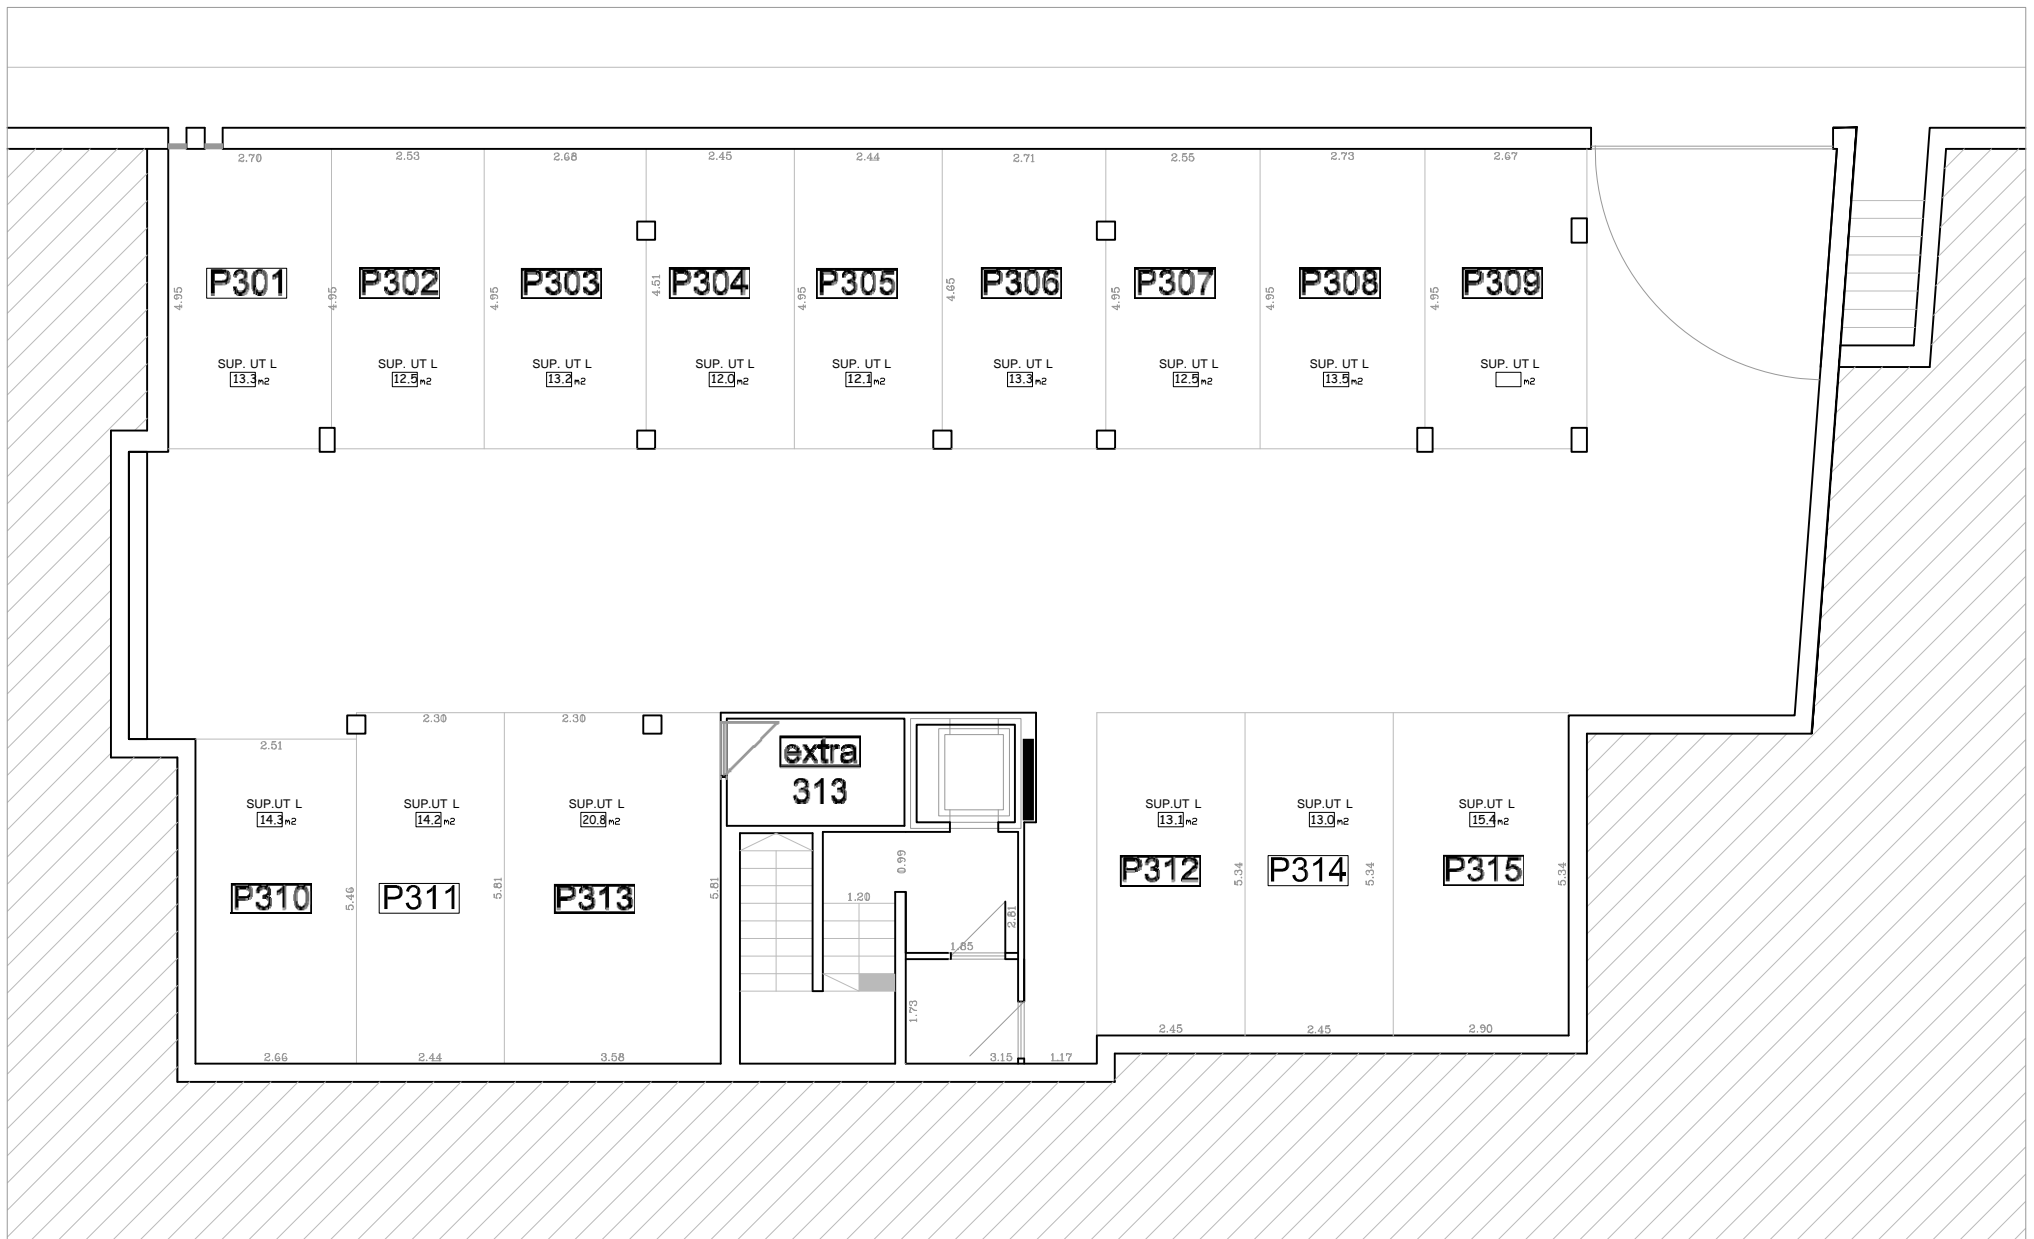 2.70 2.53 2.68 2.45 2.44 2.71 2.55 2.73 2.67
P301 P302 P303 P304 P305 P306 P307 P308 P309
4.95 4.95 4.95 4.51 4.95 4.65 4.95 4.95 4.95
SUP. UT L SUP. UT L SUP. UT L SUP. UT L SUP. UT L SUP. UT L SUP. UT L SUP. UT L SUP. UT L
13.3 m2 12.5 m2 13.2 m2 12.0 m2 12.1 m2 13.3 m2 12.5 m2 13.5 m2 m2
2.51 2.30 2.30
extra
313
SUP.UT L SUP.UT L SUP.UT L SUP.UT L SUP.UT L SUP.UT L
14.3 m2 14.2 m2 20.8 m2 13.1 m2 13.0 m2 15.4 m2
0.99
P312 P314 P315
5.34 5.34 5.34
P310 P311 P313
5.46 5.81 5.81
1.20
2.81
1.85
1.73
2.45 2.45 2.90
2.66 2.44 3.58 3.15 1.17